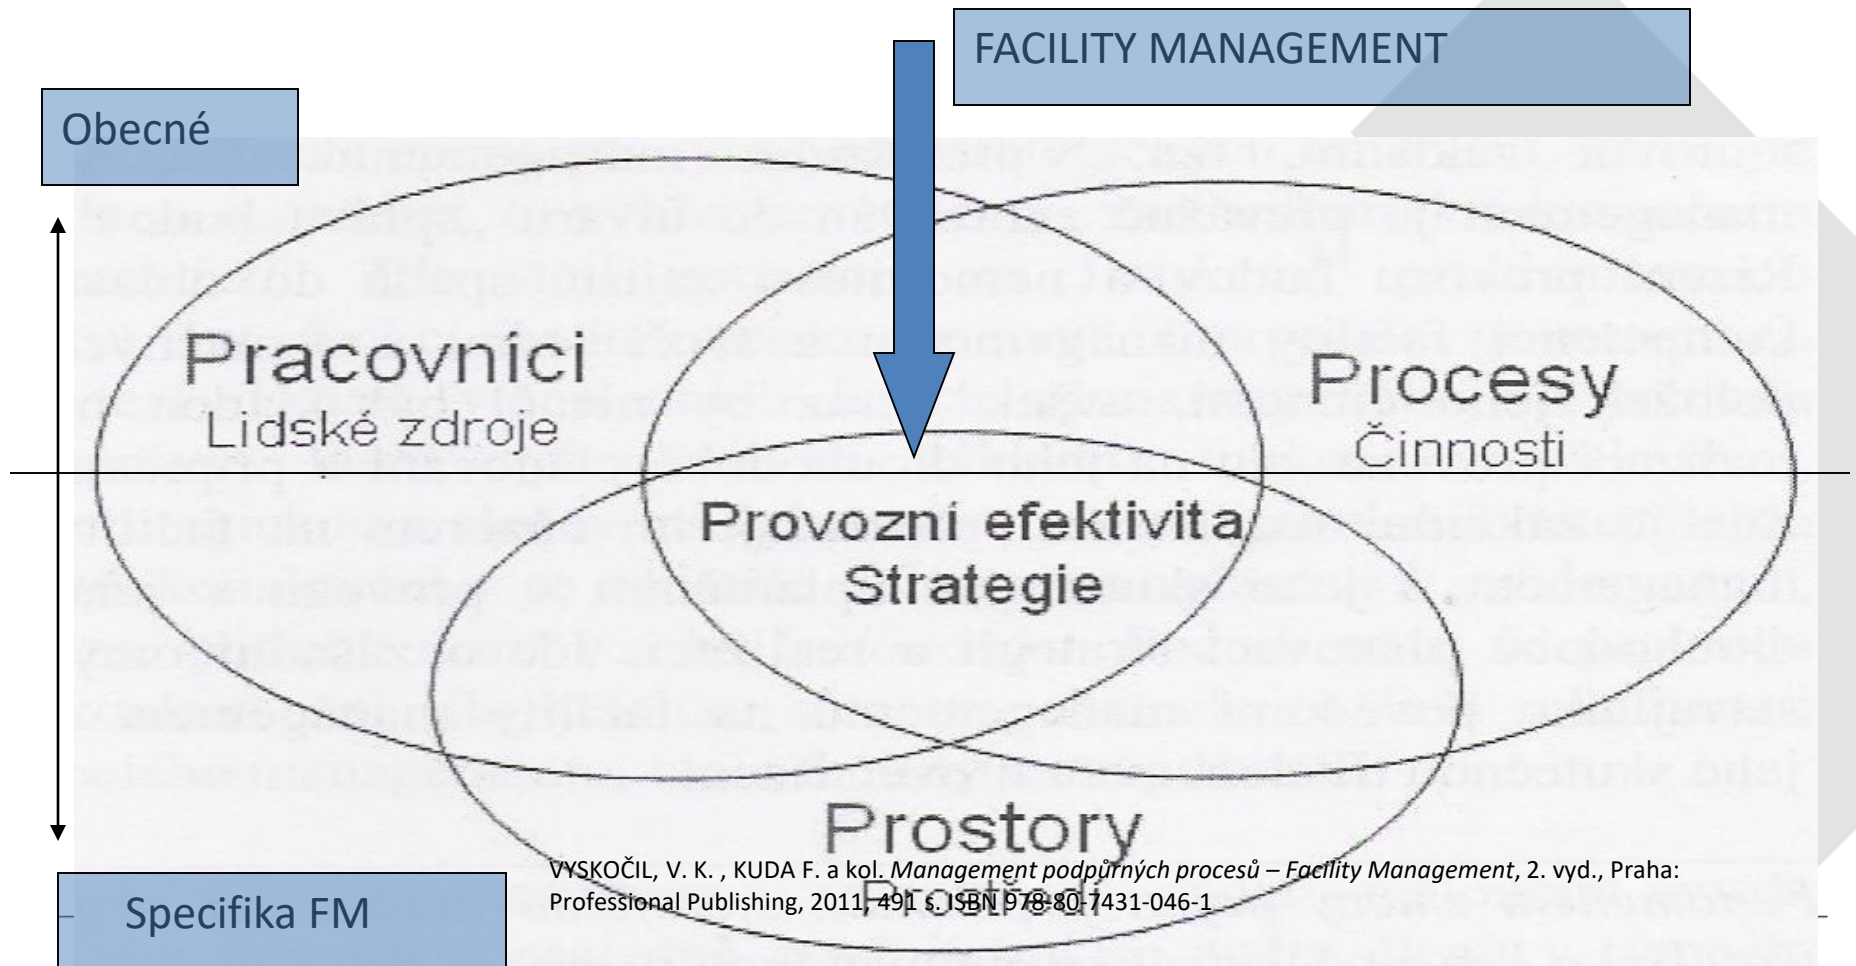 FACILITY MANAGEMENT
Obecné
Pracovníci
Lidské zdroje
Procesy
Činnosti
Provozní efektivita
Strategie
Prostory
Prostředí
VYSKOČIL, V. K. , KUDA F. a kol. Management podpůrných procesů – Facility Management, 2. vyd., Praha:
Professional Publishing, 2011, 491 s. ISBN 978-80-7431-046-1
Specifika FM